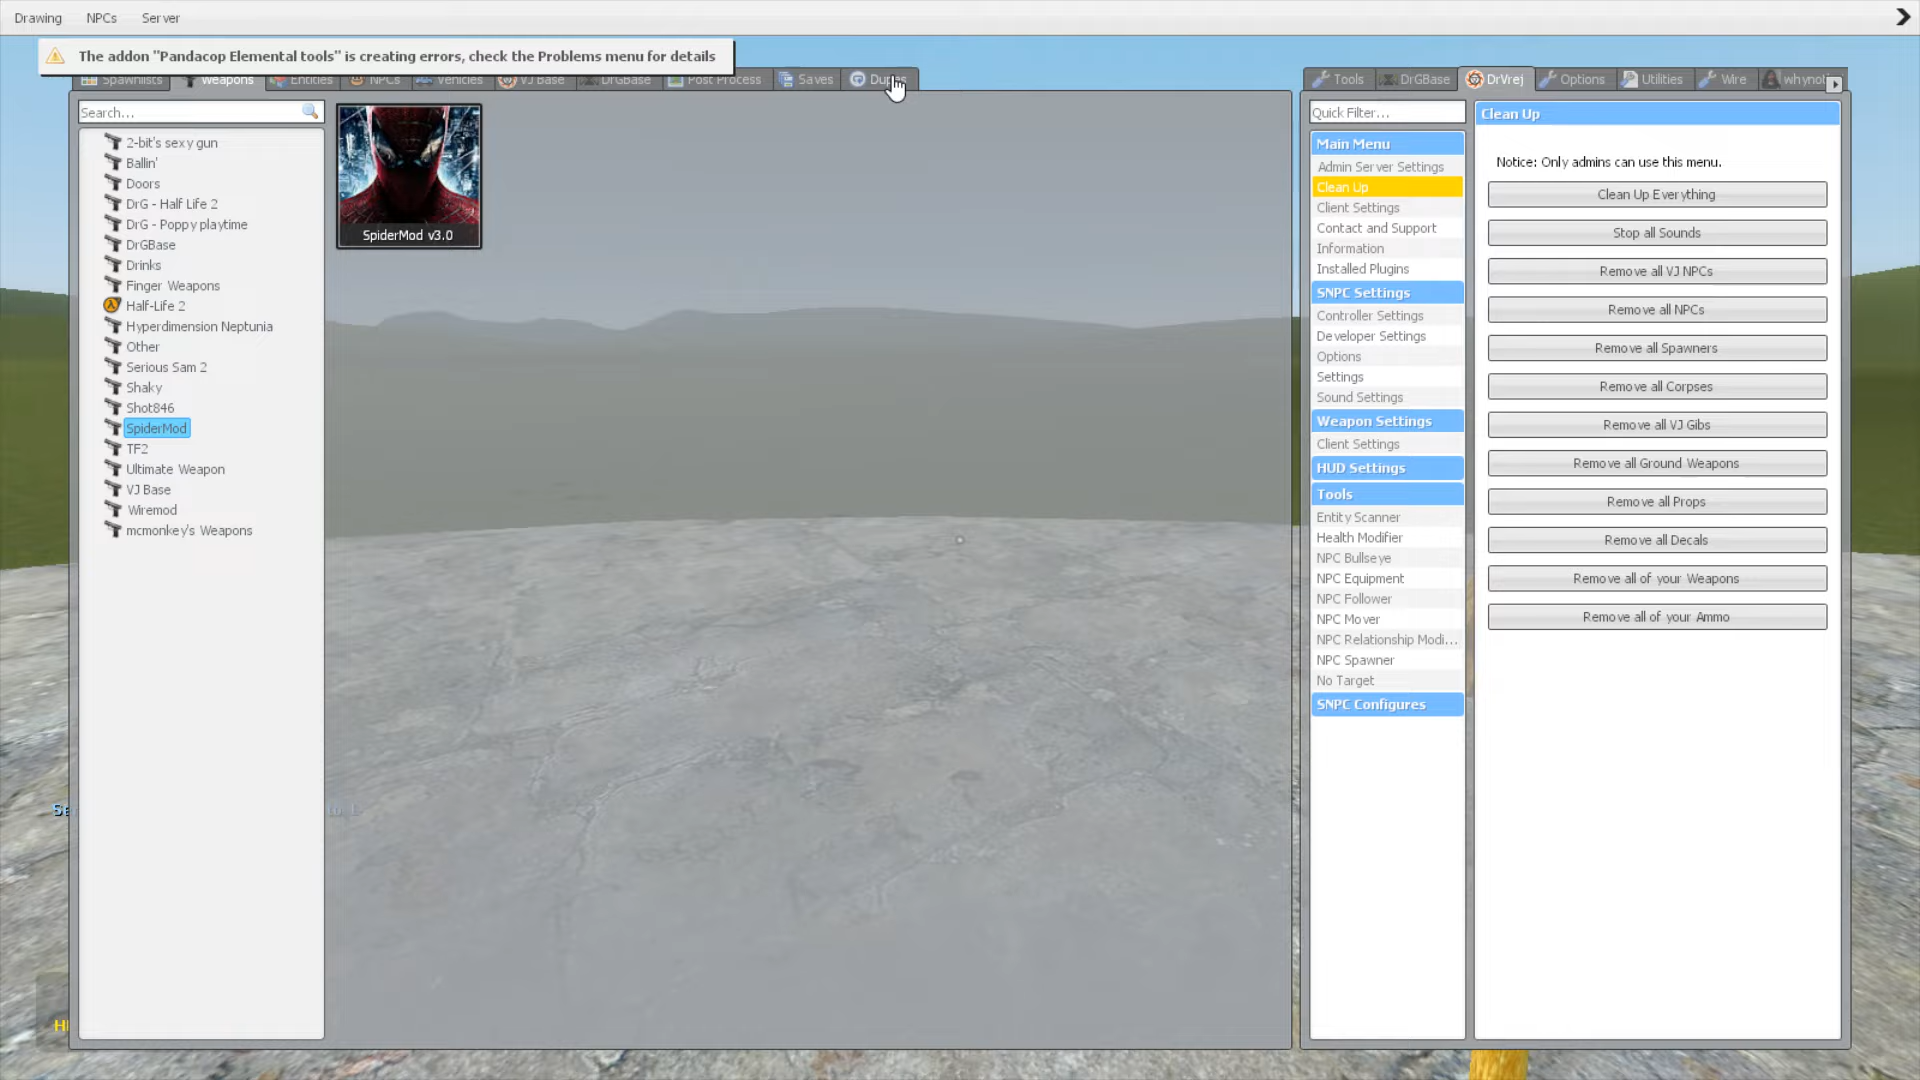 Drawing NPCs Server
The addon "Pandacop Elemental tools" is creating errors, check the Problems menu for details
Spawnlists Weapons Entities NPCs Vehicles VJ Base DrGBase Post Process Saves
Tools DrGBase DrVrej Options Utilities Wire
Search...
2-bit's sexy gun
Ballin'
Doors
DrG - Half Life 2
DrG - Poppy playtime
DrGBase
Drinks
Finger Weapons
Half-Life 2
Hyperdimension Neptunia
Other
Serious Sam 2
Shaky
Shot846
SpiderMod
TF2
Ultimate Weapon
VJ Base
Wiremod
mcmonkey's Weapons
SpiderMod v3.0
Quick Filter...
Main Menu
Admin Server Settings
Clean Up
Client Settings
Contact and Support
Information
Installed Plugins
SNPC Settings
Controller Settings
Developer Settings
Options
Settings
Sound Settings
Weapon Settings
Client Settings
HUD Settings
Tools
Entity Scanner
Health Modifier
NPC Bullseye
NPC Equipment
NPC Follower
NPC Mover
NPC Relationship Modi...
NPC Spawner
No Target
SNPC Configures
Clean Up
Notice: Only admins can use this menu.
Clean Up Everything
Stop all Sounds
Remove all VJ NPCs
Remove all NPCs
Remove all Spawners
Remove all Corpses
Remove all VJ Gibs
Remove all Ground Weapons
Remove all Props
Remove all Decals
Remove all of your Weapons
Remove all of your Ammo